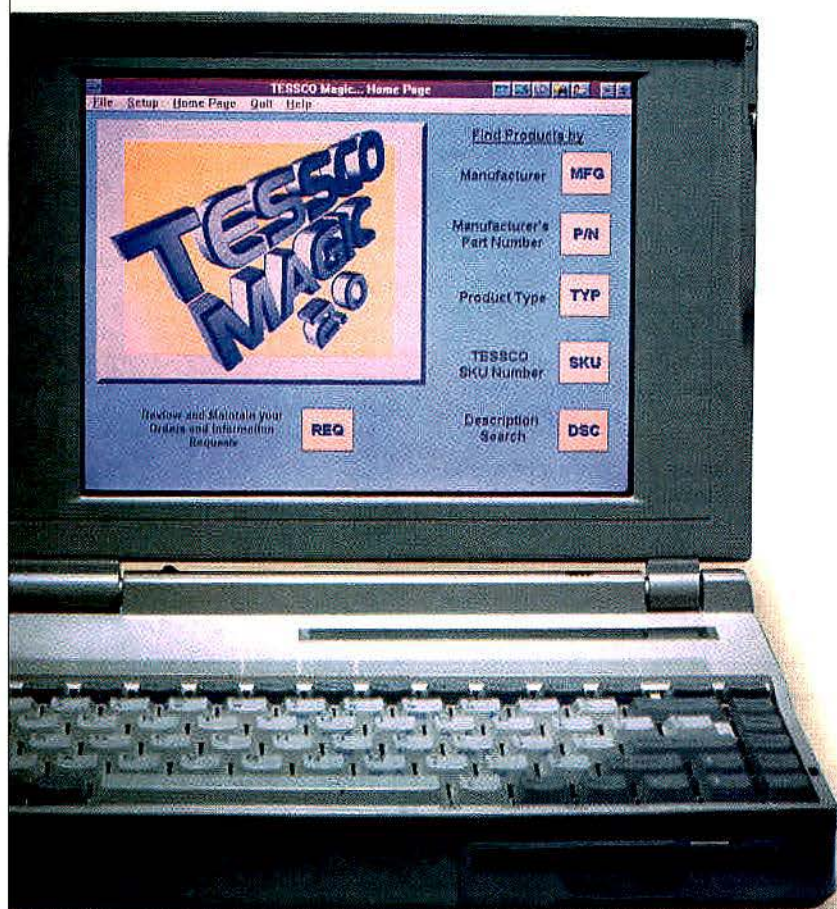 TESSCO Magic... Home Page
File Setup Home Page Quit Help
TESSCO
MAGIC
2.0
Find Products by
Manufacturer MFG
Manufacturer's
Part Number P/N
Product Type TYP
TESSCO
SKU Number SKU
Description
Search DSC
Review and Maintain your
Orders and Information
Requests REQ